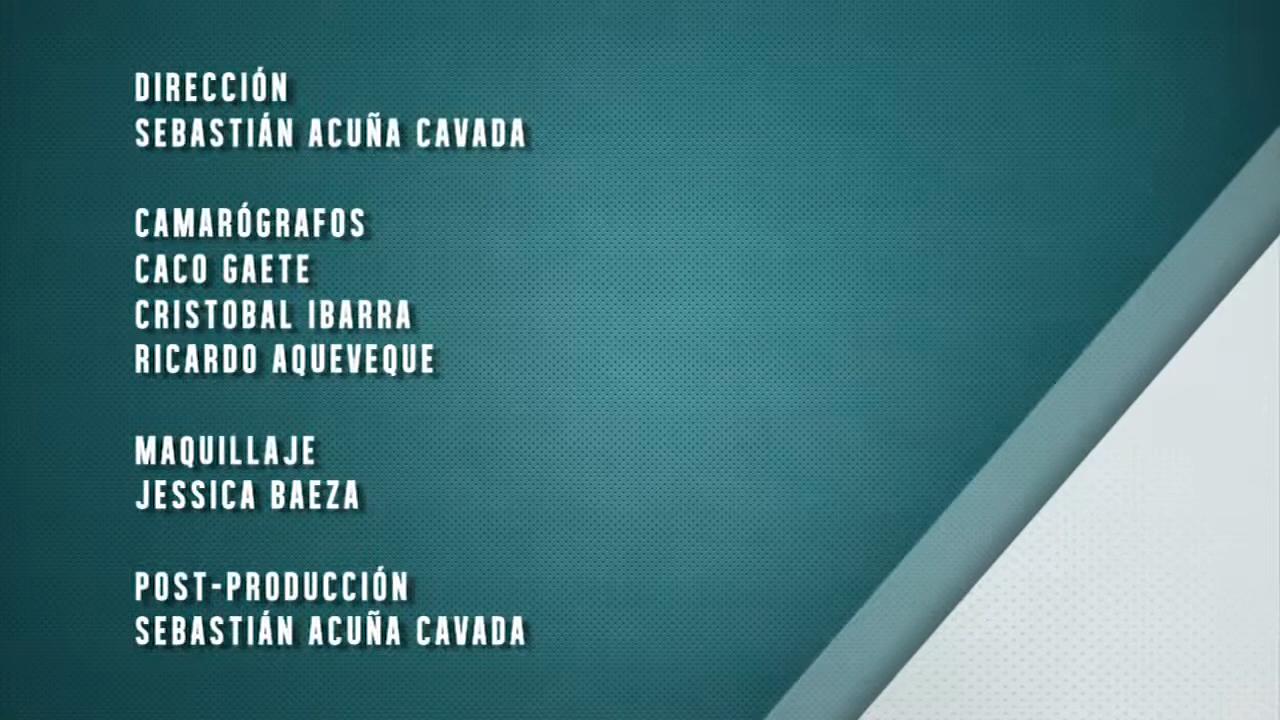 DIRECCIÓN
SEBASTIÁN ACUÑA CAVADA
CAMARÓGRAFOS
CACO GAETE
CRISTOBAL IBARRA
RICARDO AQUEVEQUE
MAQUILLAJE
JESSICA BAEZA
POST-PRODUCCIÓN
SEBASTIÁN ACUÑA CAVADA